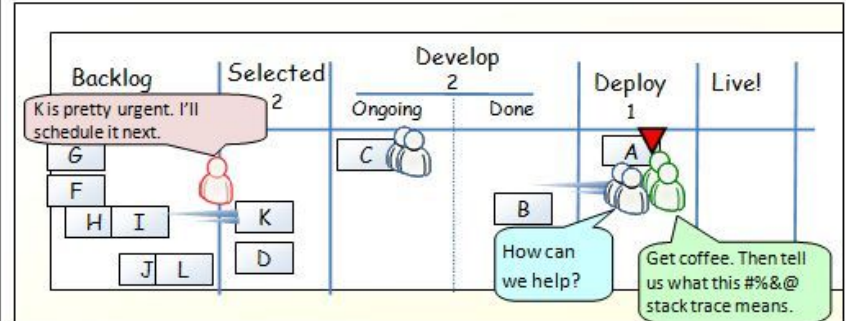 Backlog
Selected
2
Develop
2
Ongoing
Done
Deploy
1
Live!
K is pretty urgent. I'll
schedule it next.
G
F
H I
J L
K
D
C
B
A
How can
we help?
Get coffee. Then tell
us what this #%&@
stack trace means.